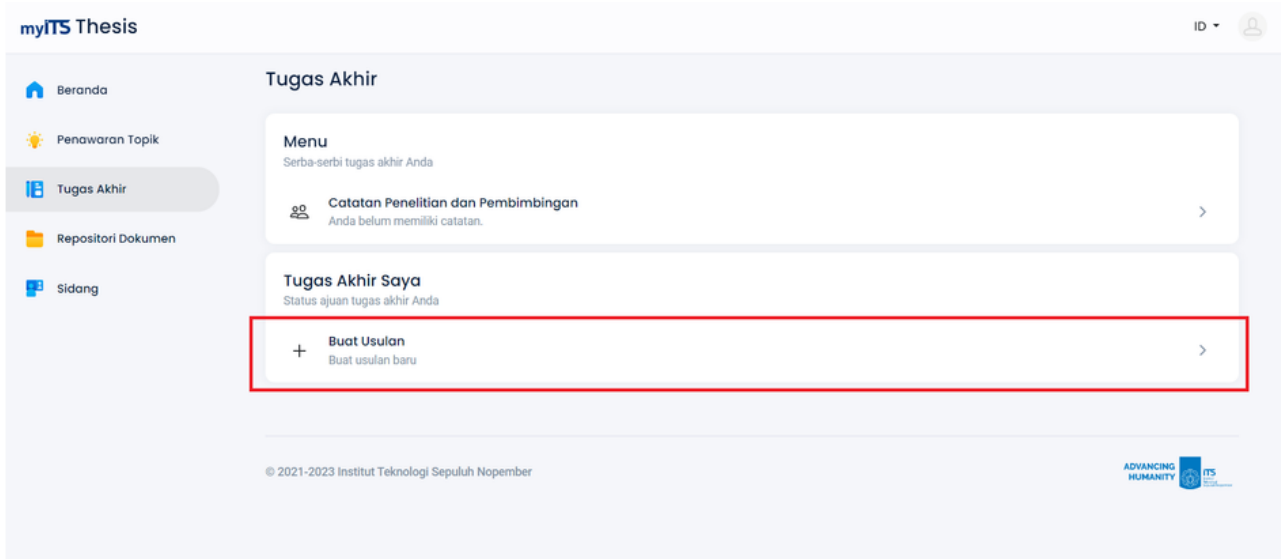 myITS Thesis
ID
Beranda
Penawaran Topik
Tugas Akhir
Repositori Dokumen
Sidang
Tugas Akhir
Menu
Serba-serbi tugas akhir Anda
Catatan Penelitian dan Pembimbingan
Anda belum memiliki catatan.
Tugas Akhir Saya
Status ajuan tugas akhir Anda
Buat Usulan
Buat usulan baru
© 2021-2023 Institut Teknologi Sepuluh Nopember
ADVANCING
HUMANITY
ITS